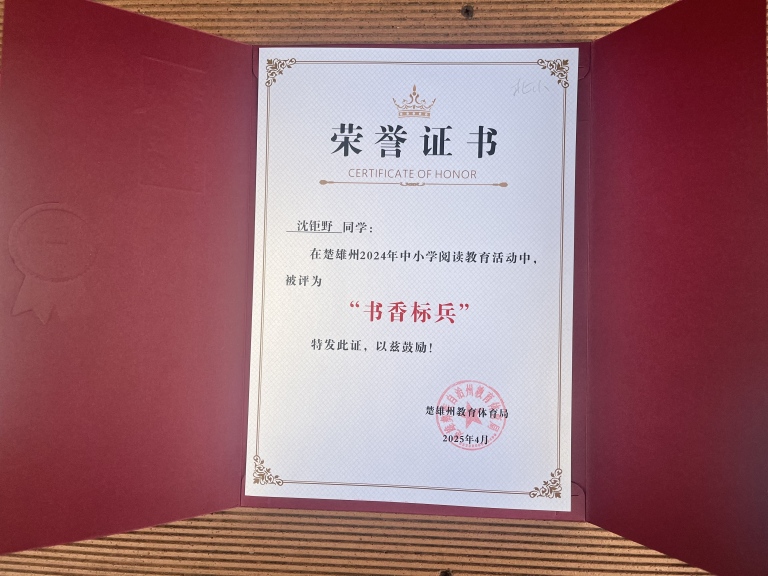 荣誉证书
CERTIFICATE OF HONOR
沈钜野 同学：
在楚雄州2024年中小学阅读教育活动中，
被评为
“书香标兵”
特发此证，以兹鼓励！
楚雄州教育体育局
2025年4月